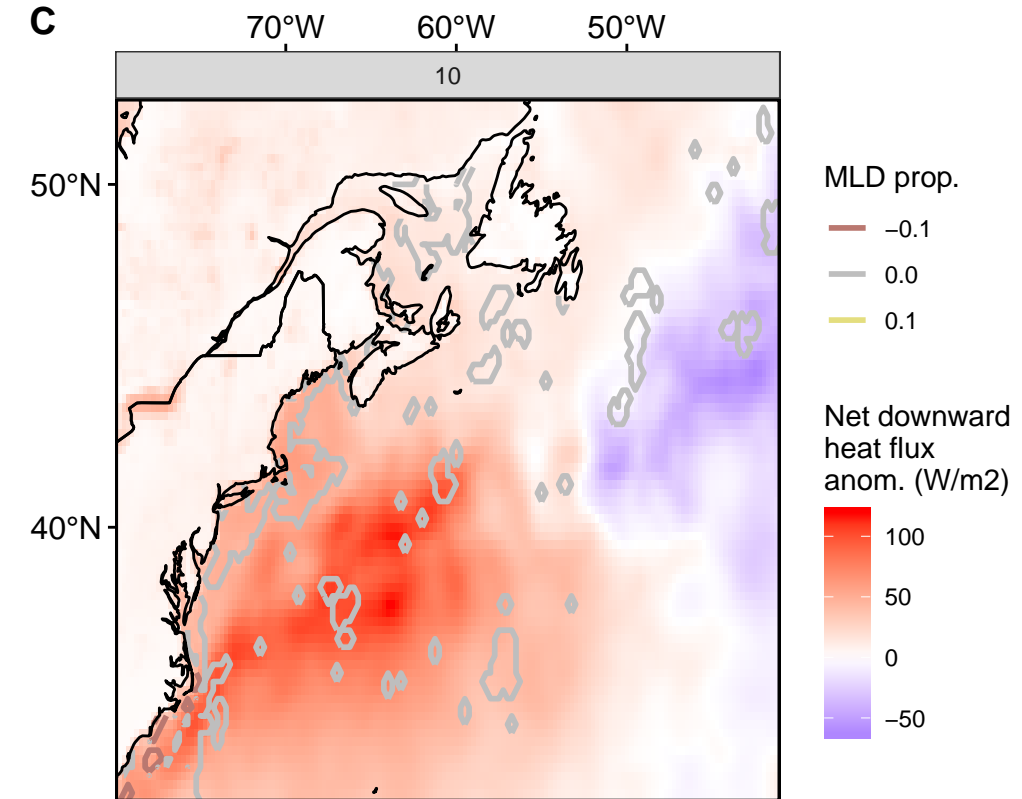 C
70°W 60°W 50°W
10
50°N
40°N
MLD prop.
−0.1
0.0
0.1
Net downward
heat flux
anom. (W/m2)
100
50
0
−50